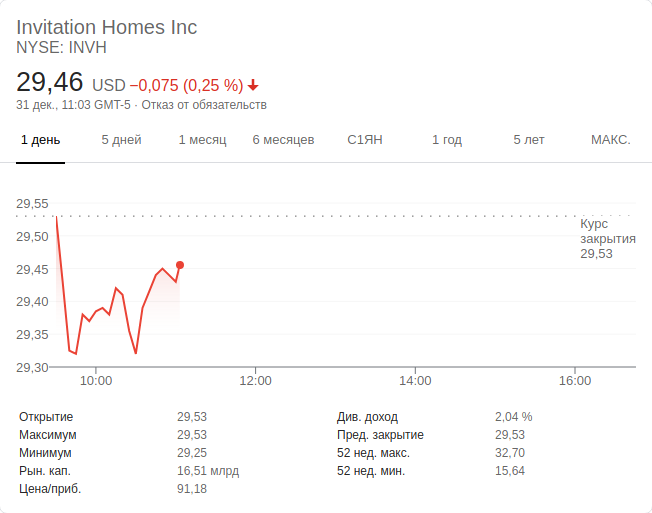 Invitation Homes Inc
NYSE: INVH
29,46 USD −0,075 (0,25 %)
31 дек., 11:03 GMT-5 · Отказ от обязательств
1 день 5 дней 1 месяц 6 месяцев С1ЯН 1 год 5 лет МАКС.
29,55
29,50
29,45
29,40
29,35
29,30
Курс
закрытия
29,53
10:00 12:00 14:00 16:00
Открытие 29,53 Див. доход 2,04 %
Максимум 29,53 Пред. закрытие 29,53
Минимум 29,25 52 нед. макс. 32,70
Рын. кап. 16,51 млрд 52 нед. мин. 15,64
Цена/приб. 91,18